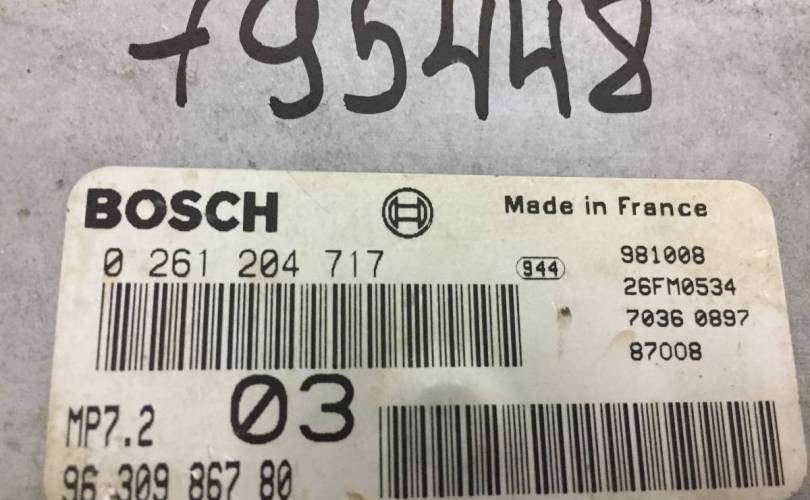 795448
BOSCH
Made in France
0 261 204 717
944
981008
26FM0534
7036 0897
87008
MP7.2
03
96 309 867 80